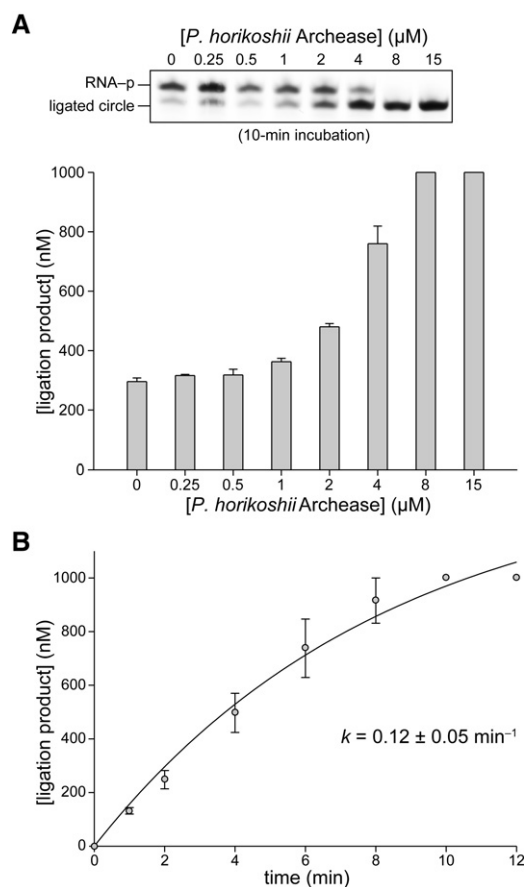 A
[P. horikoshii Archease] (μM)
0 0.25 0.5 1 2 4 8 15
RNA–p
ligated circle
(10-min incubation)
1000
800
600
400
200
0
[ligation product] (nM)
0 0.25 0.5 1 2 4 8 15
[P. horikoshii Archease] (μM)
B
1000
800
600
400
200
0
[ligation product] (nM)
k = 0.12 ± 0.05 min⁻¹
0 2 4 6 8 10 12
time (min)